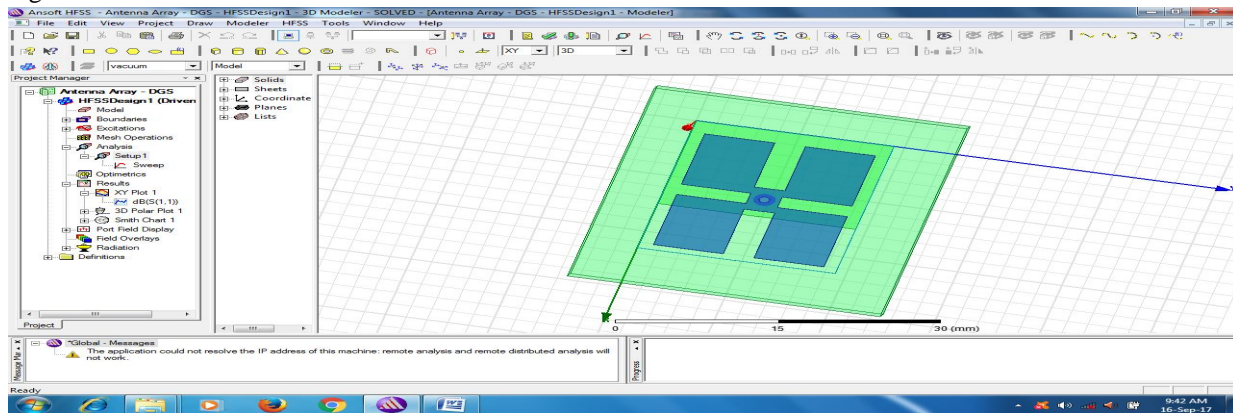 Ansoft HFSS - Antenna Array - DGS - HFSSDesign1 - 3D Modeler - SOLVED - [Antenna Array - DGS - HFSSDesign1 - Modeler]
File Edit View Project Draw Modeler HFSS Tools Window Help
XY 3D
vacuum Model
Project Manager
Antenna Array - DGS
HFSSDesign1 (Driven
Model
Boundaries
Excitations
Mesh Operations
Analysis
Setup1
Sweep
Optimetrics
Results
XY Plot 1
dB(S(1,1))
3D Polar Plot 1
Smith Chart 1
Port Field Display
Field Overlays
Radiation
Definitions
Project
Solids
Sheets
Coordinate
Planes
Lists
0 15 30 (mm)
*Global - Messages
The application could not resolve the IP address of this machine: remote analysis and remote distributed analysis will
not work.
Progress
Ready
9:42 AM
16-Sep-17